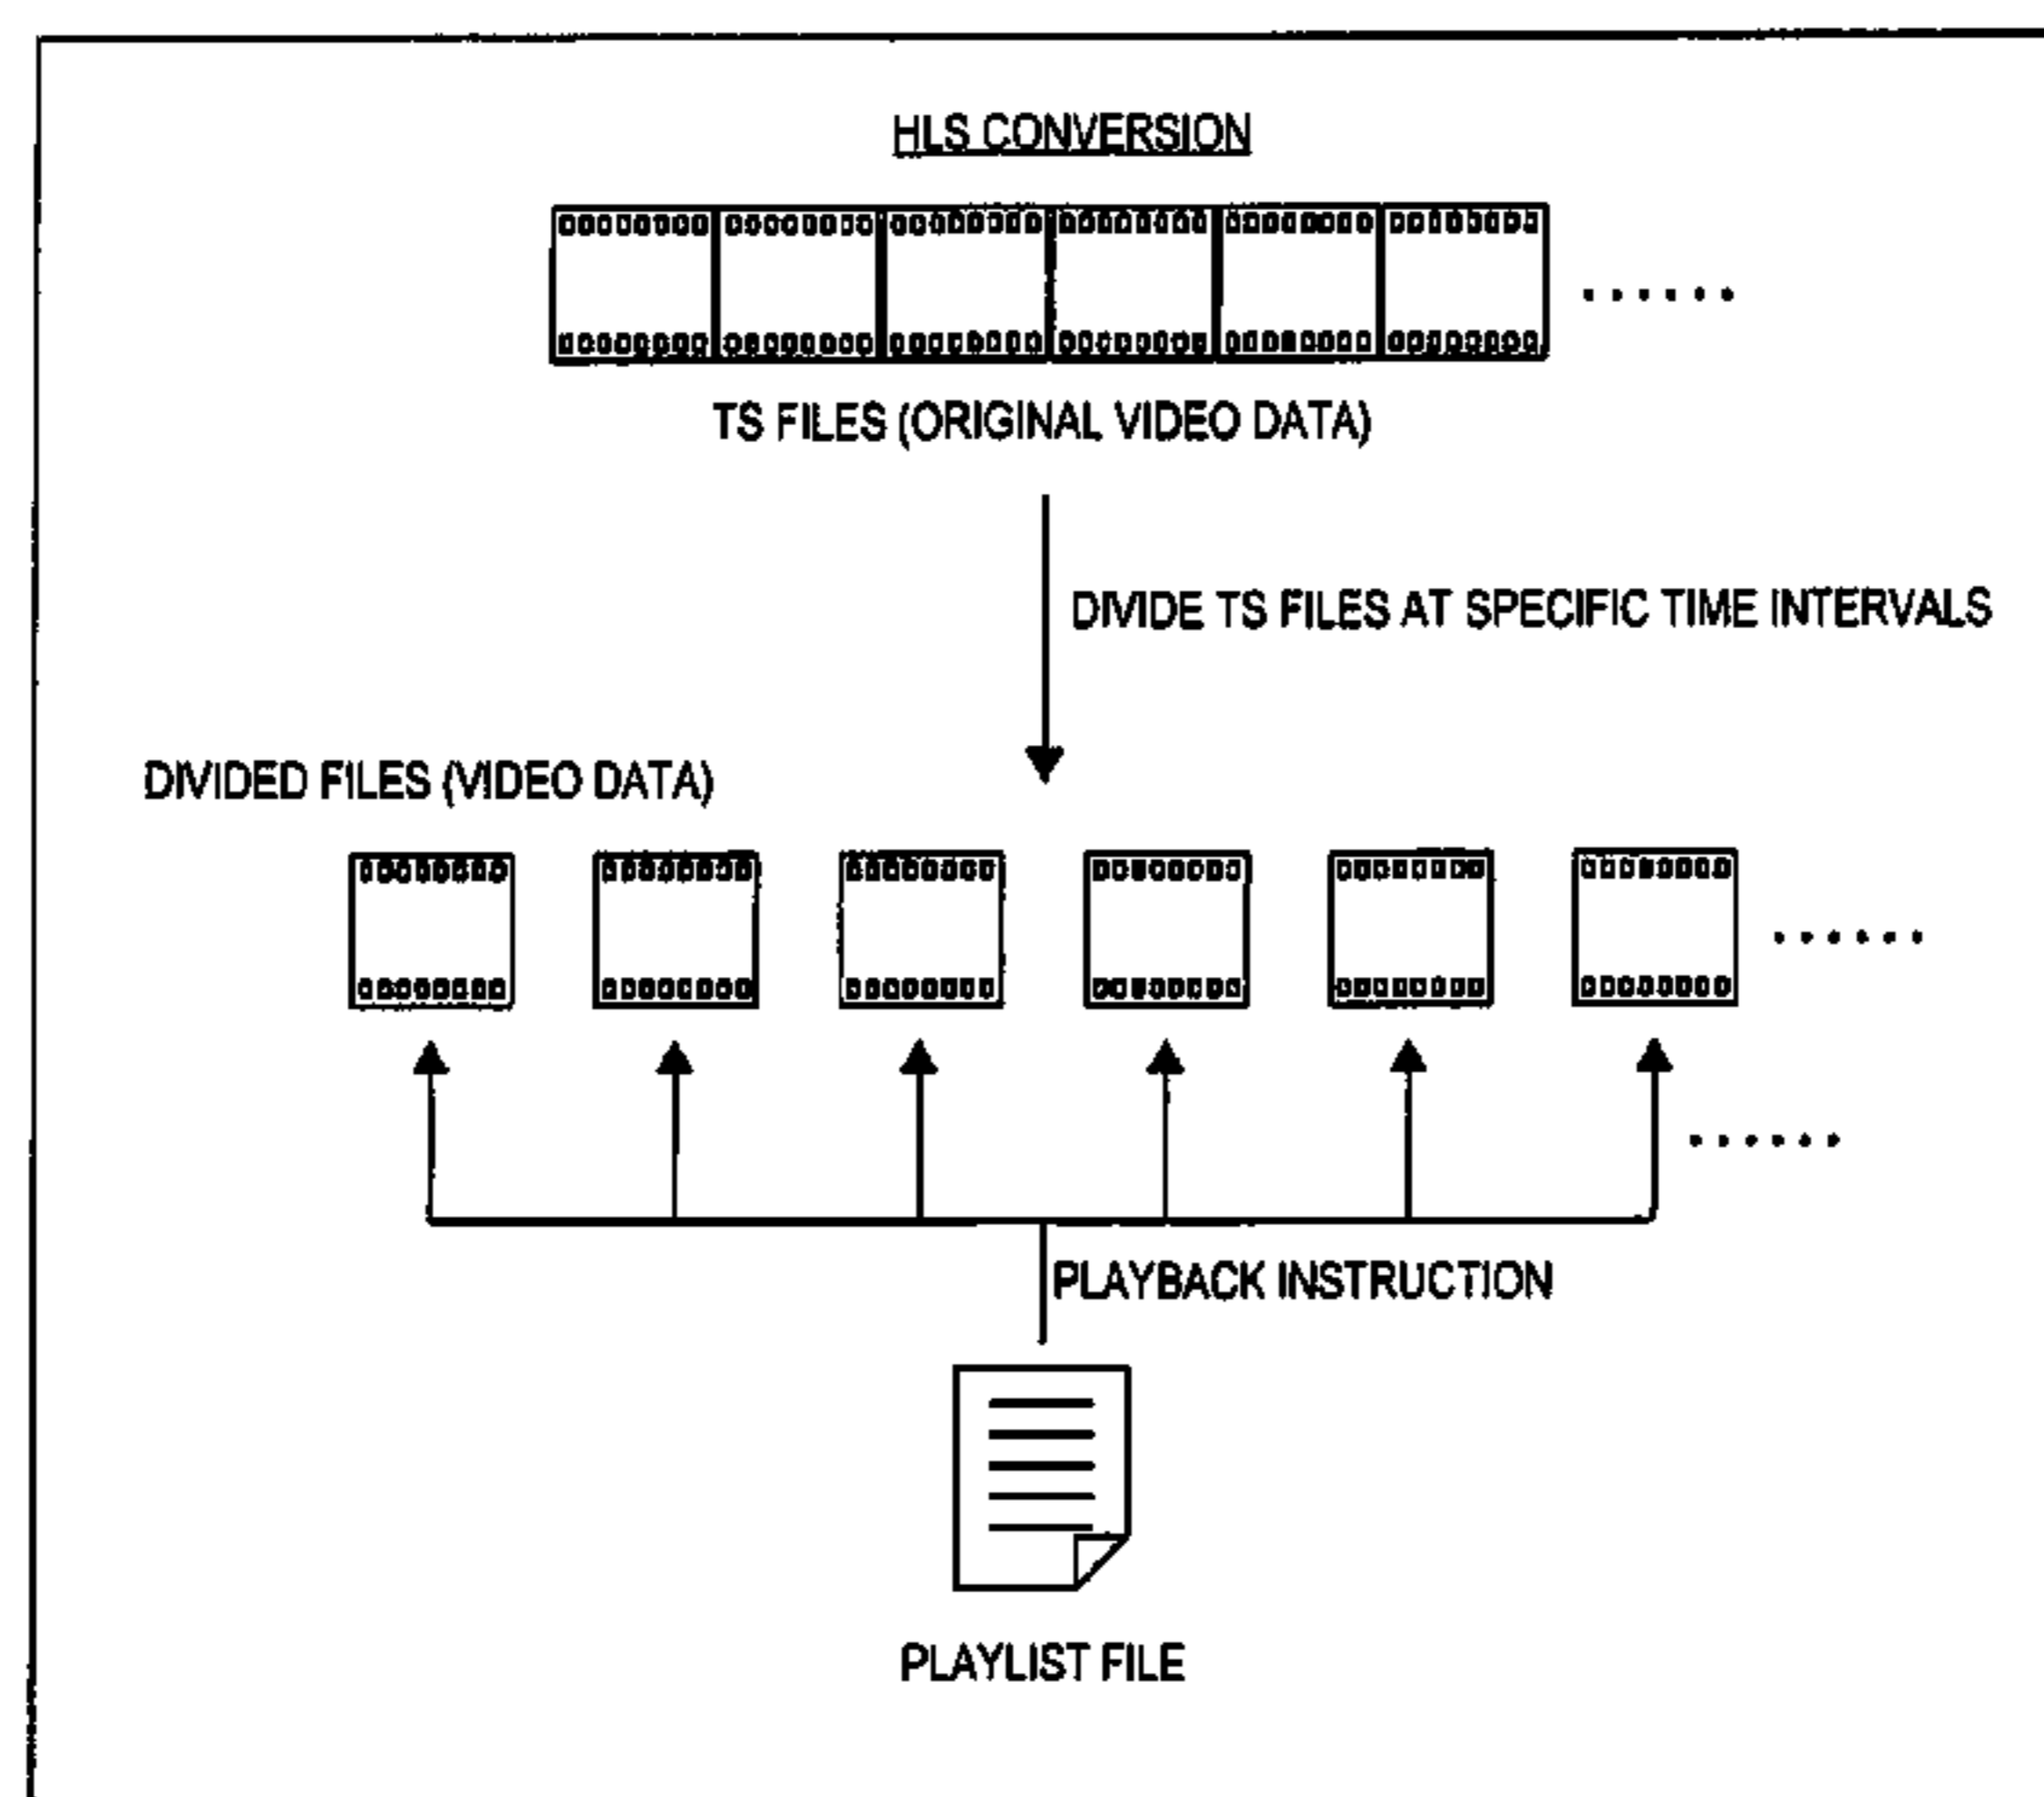 HLS CONVERSION
TS FILES (ORIGINAL VIDEO DATA)
DIVIDE TS FILES AT SPECIFIC TIME INTERVALS
DIVIDED FILES (VIDEO DATA)
PLAYBACK INSTRUCTION
PLAYLIST FILE